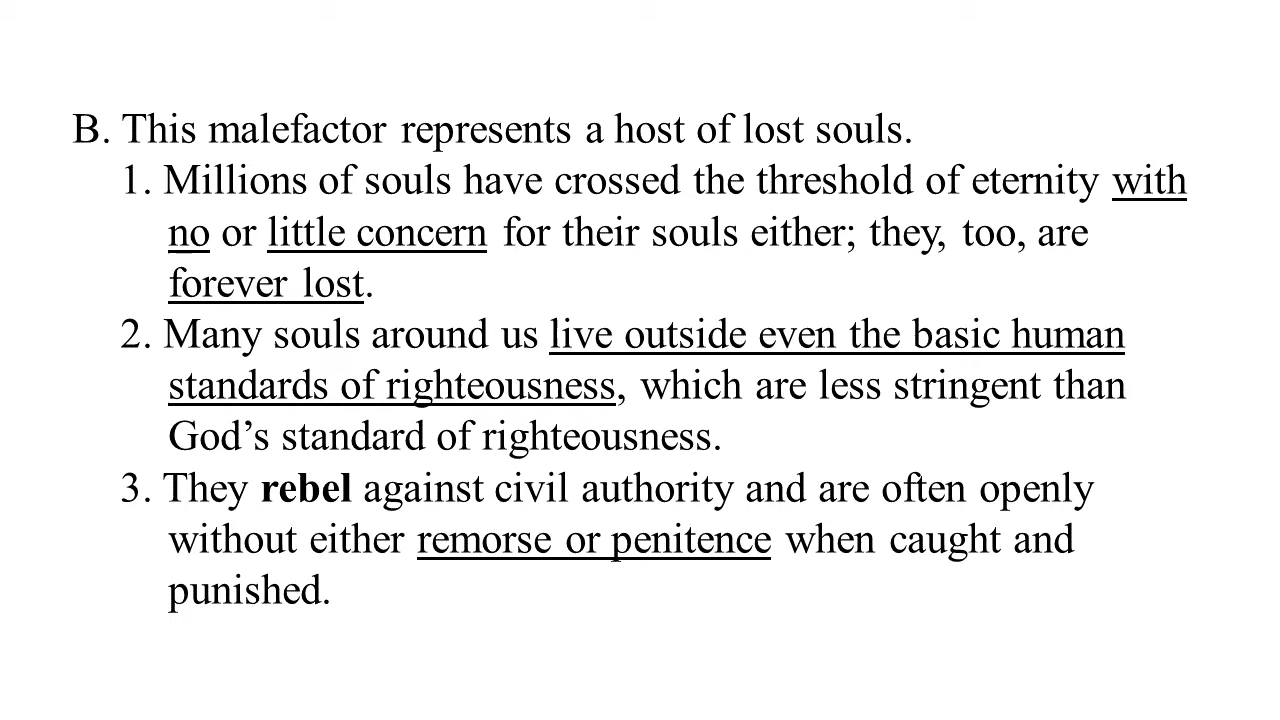 B. This malefactor represents a host of lost souls.
1. Millions of souls have crossed the threshold of eternity with
no or little concern for their souls either; they, too, are
forever lost.
2. Many souls around us live outside even the basic human
standards of righteousness, which are less stringent than
God’s standard of righteousness.
3. They rebel against civil authority and are often openly
without either remorse or penitence when caught and
punished.